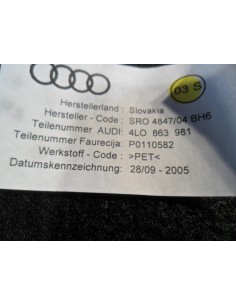 03 S
Herstellerland : Slovakia
Hersteller - Code : SRO 4847/04 BH6
Teilenummer AUDI: 4LO 863 981
Teilenummer Faurecija: P0110582
Werkstoff - Code : >PET<
Datumskennzeichnung: 28/09 - 2005